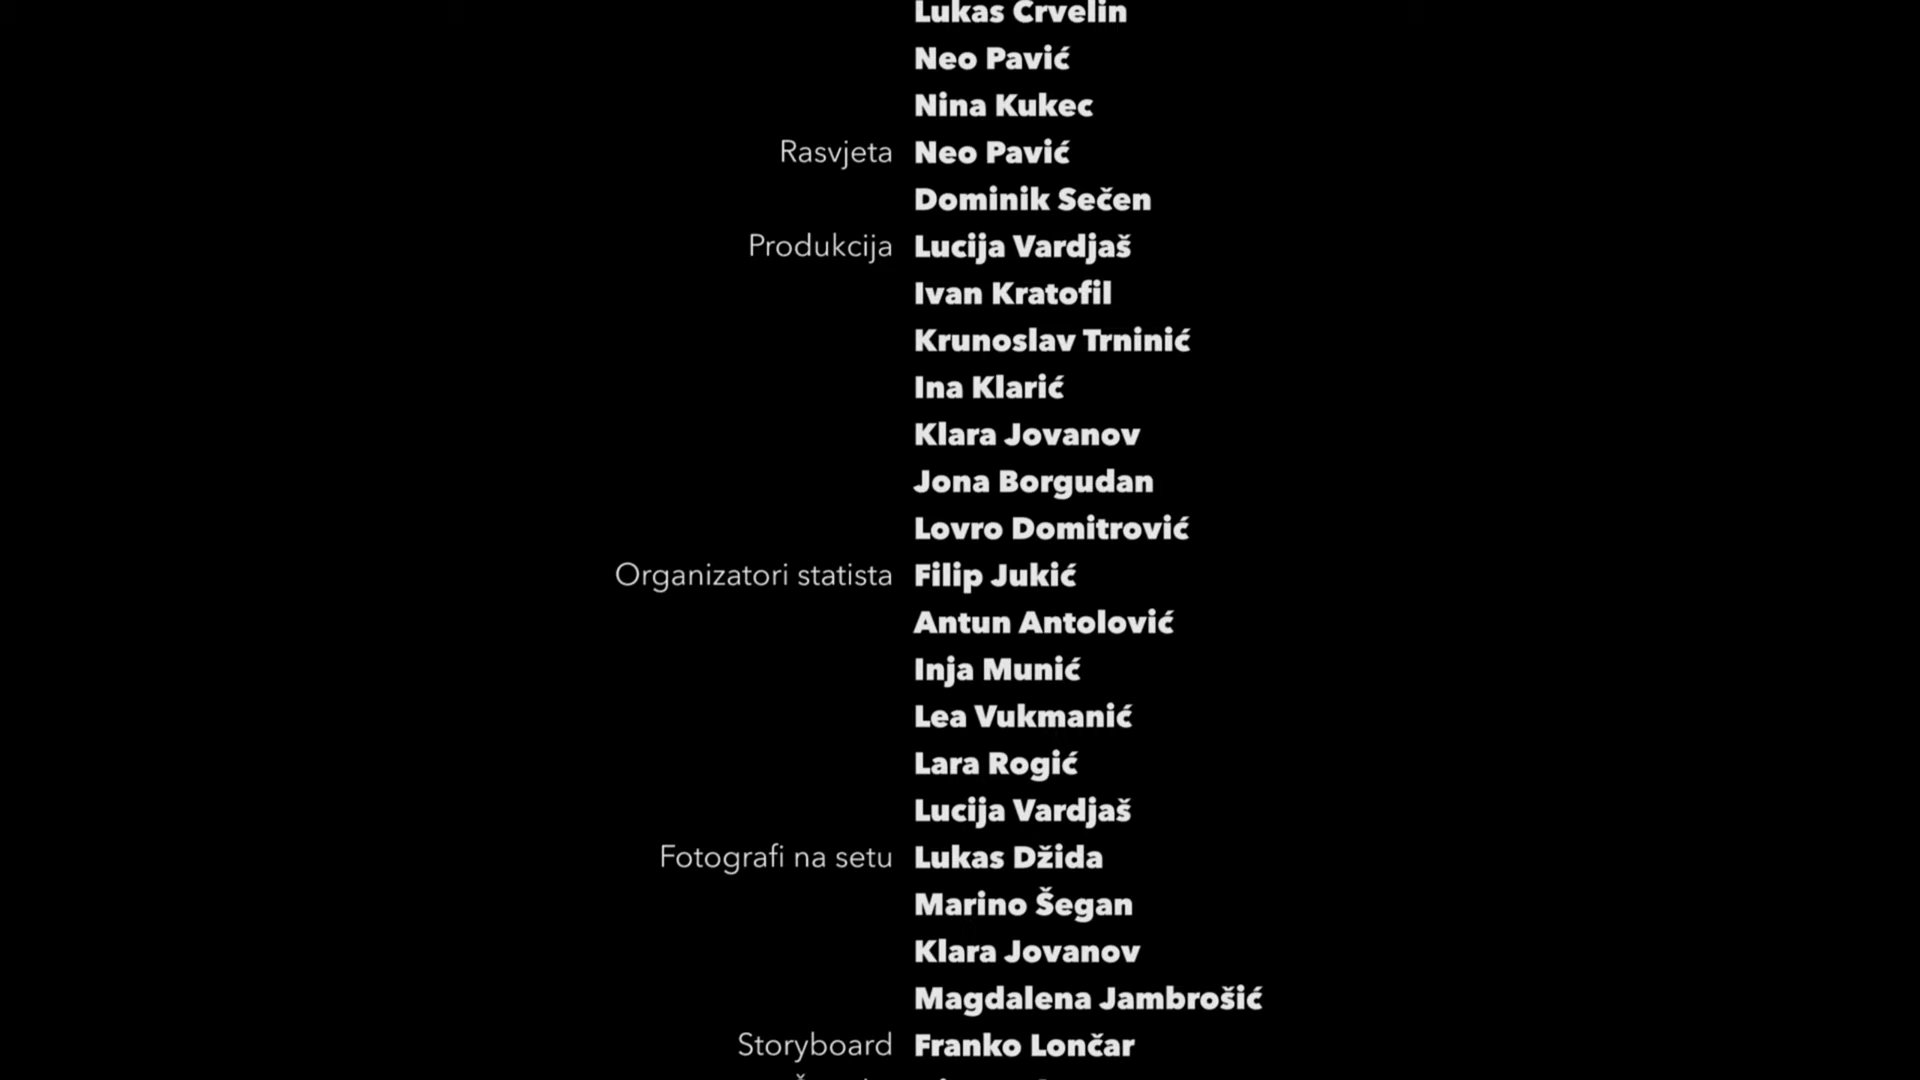 Lukas Crvelin
Neo Pavić
Nina Kukec
Rasvjeta Neo Pavić
Dominik Sečen
Produkcija Lucija Vardjaš
Ivan Kratofil
Krunoslav Trninić
Ina Klarić
Klara Jovanov
Jona Borgudan
Lovro Domitrović
Organizatori statista Filip Jukić
Antun Antolović
Inja Munić
Lea Vukmanić
Lara Rogić
Lucija Vardjaš
Fotografi na setu Lukas Džida
Marino Šegan
Klara Jovanov
Magdalena Jambrošić
Storyboard Franko Lončar